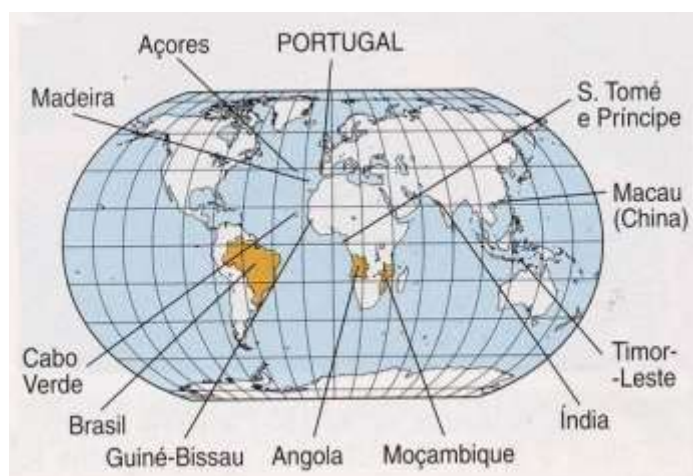 Açores
PORTUGAL
Madeira
S. Tomé
e Príncipe
Macau
(China)
Cabo
Verde
Timor-
-Leste
Brasil
Índia
Guiné-Bissau
Angola
Moçambique